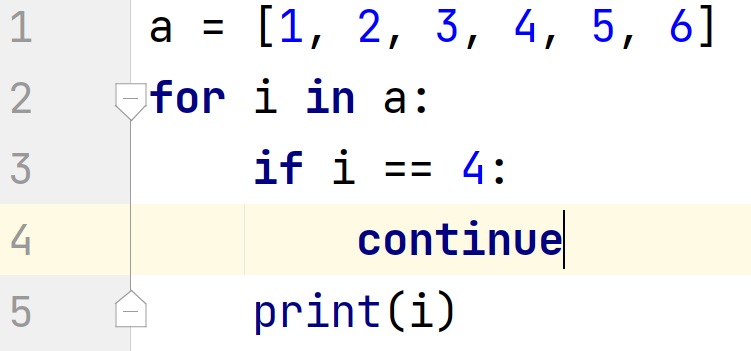 1 a = [1, 2, 3, 4, 5, 6]
2 for i in a:
3     if i == 4:
4         continue
5     print(i)